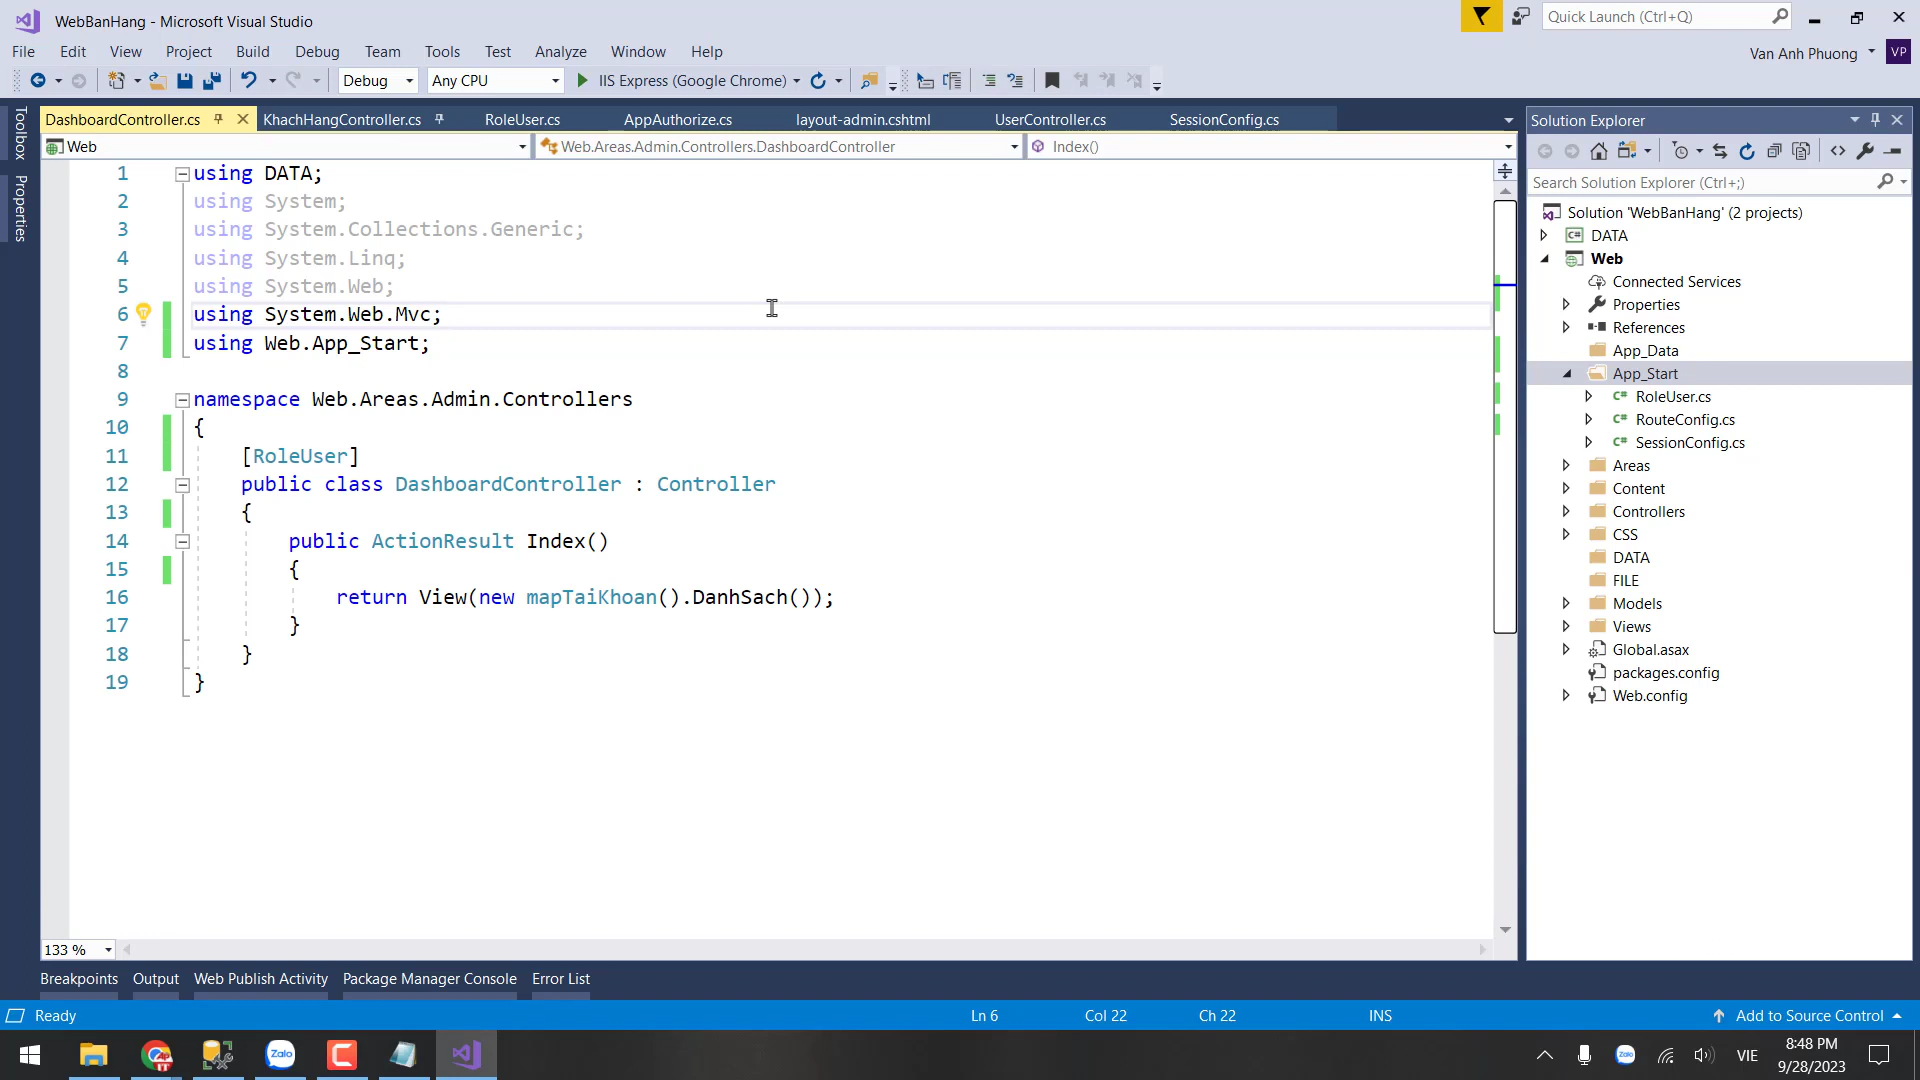 WebBanHang - Microsoft Visual Studio
Quick Launch (Ctrl+Q)
File Edit View Project Build Debug Team Tools Test Analyze Window Help
Van Anh Phuong VP
Debug Any CPU IIS Express (Google Chrome)
Toolbox
Properties
DashboardController.cs KhachHangController.cs RoleUser.cs AppAuthorize.cs layout-admin.cshtml UserController.cs SessionConfig.cs
Web Web.Areas.Admin.Controllers.DashboardController Index()
1 using DATA;
2 using System;
3 using System.Collections.Generic;
4 using System.Linq;
5 using System.Web;
6 using System.Web.Mvc;
7 using Web.App_Start;
8
9 namespace Web.Areas.Admin.Controllers
10 {
11 [RoleUser]
12 public class DashboardController : Controller
13 {
14 public ActionResult Index()
15 {
16 return View(new mapTaiKhoan().DanhSach());
17 }
18 }
19 }
133 %
Solution Explorer
Search Solution Explorer (Ctrl+;)
Solution 'WebBanHang' (2 projects)
C# DATA
Web
Connected Services
Properties
References
App_Data
App_Start
C# RoleUser.cs
C# RouteConfig.cs
C# SessionConfig.cs
Areas
Content
Controllers
CSS
DATA
FILE
Models
Views
Global.asax
packages.config
Web.config
Breakpoints Output Web Publish Activity Package Manager Console Error List
Ready Ln 6 Col 22 Ch 22 INS Add to Source Control
Zalo
VIE
8:48 PM
9/28/2023